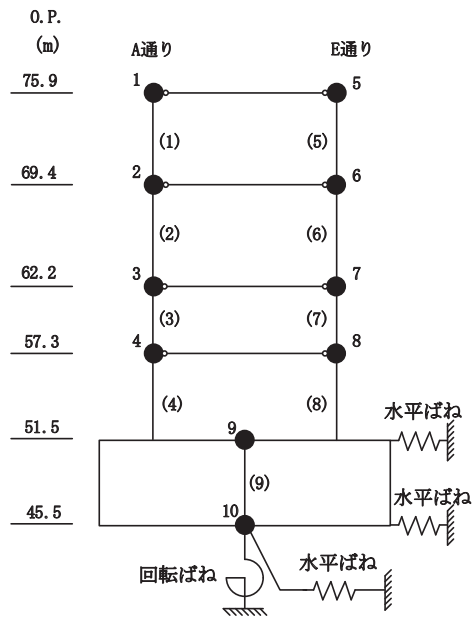 O.P.
(m)
A通り E通り
75.9 1 5
(1) (5)
69.4 2 6
(2) (6)
62.2 3 7
(3) (7)
57.3 4 8
(4) (8)
水平ばね
51.5 9
(9)
水平ばね
45.5 10
水平ばね
回転ばね